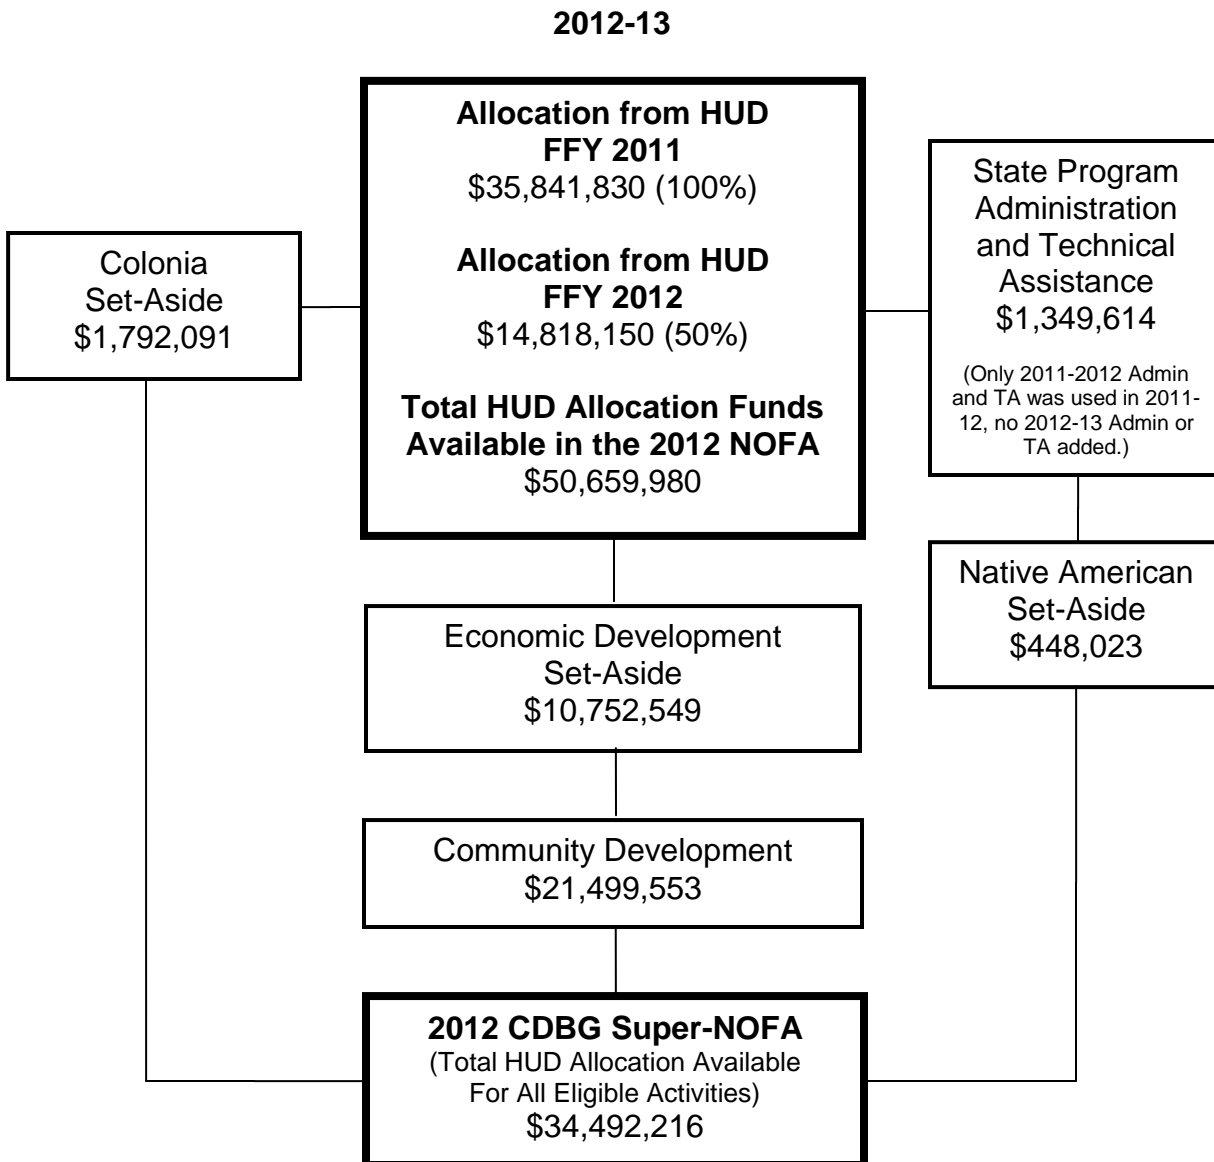 2012-13
Allocation from HUD
FFY 2011
$35,841,830 (100%)
Allocation from HUD
FFY 2012
$14,818,150 (50%)
Total HUD Allocation Funds
Available in the 2012 NOFA
$50,659,980
Colonia
Set-Aside
$1,792,091
State Program
Administration
and Technical
Assistance
$1,349,614
(Only 2011-2012 Admin
and TA was used in 2011-
12, no 2012-13 Admin or
TA added.)
Native American
Set-Aside
$448,023
Economic Development
Set-Aside
$10,752,549
Community Development
$21,499,553
2012 CDBG Super-NOFA
(Total HUD Allocation Available
For All Eligible Activities)
$34,492,216